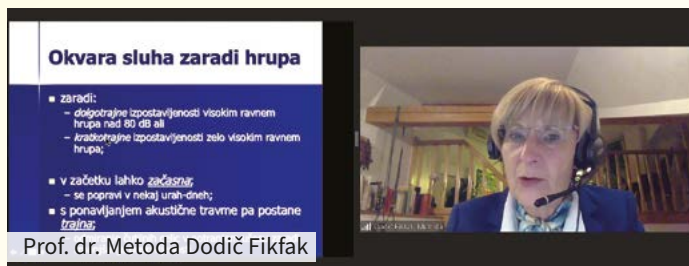 Okvara sluha zaradi hrupa
▪ zaradi:
– dolgotrajne izpostavljenosti visokim ravnem
hrupa nad 80 dB ali
– kratkotrajne izpostavljenosti zelo visokim ravnem
hrupa;
▪ v začetku lahko začasna;
– se popravi v nekaj urah-dneh;
▪ s ponavljanjem akustične travme pa postane
trajna;
Prof. dr. Metoda Dodič Fikfak